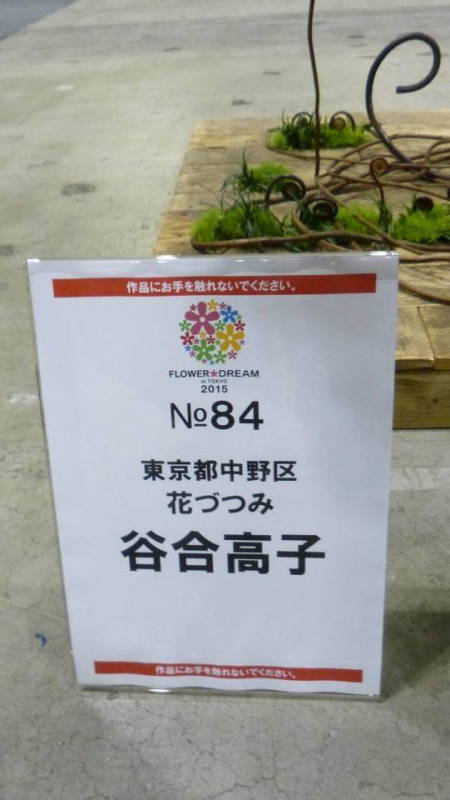 作品にお手を触れないでください。
FLOWER★DREAM
in TOKYO
2015
№84
東京都中野区
花づつみ
谷合高子
作品にお手を触れないでください。